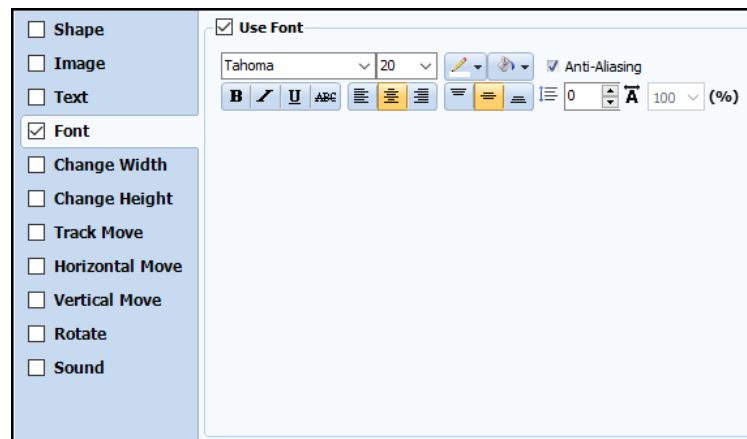 Shape
Image
Text
Font
Change Width
Change Height
Track Move
Horizontal Move
Vertical Move
Rotate
Sound
Use Font
Tahoma 20 Anti-Aliasing
B I U ABC 0 A 100 (%)